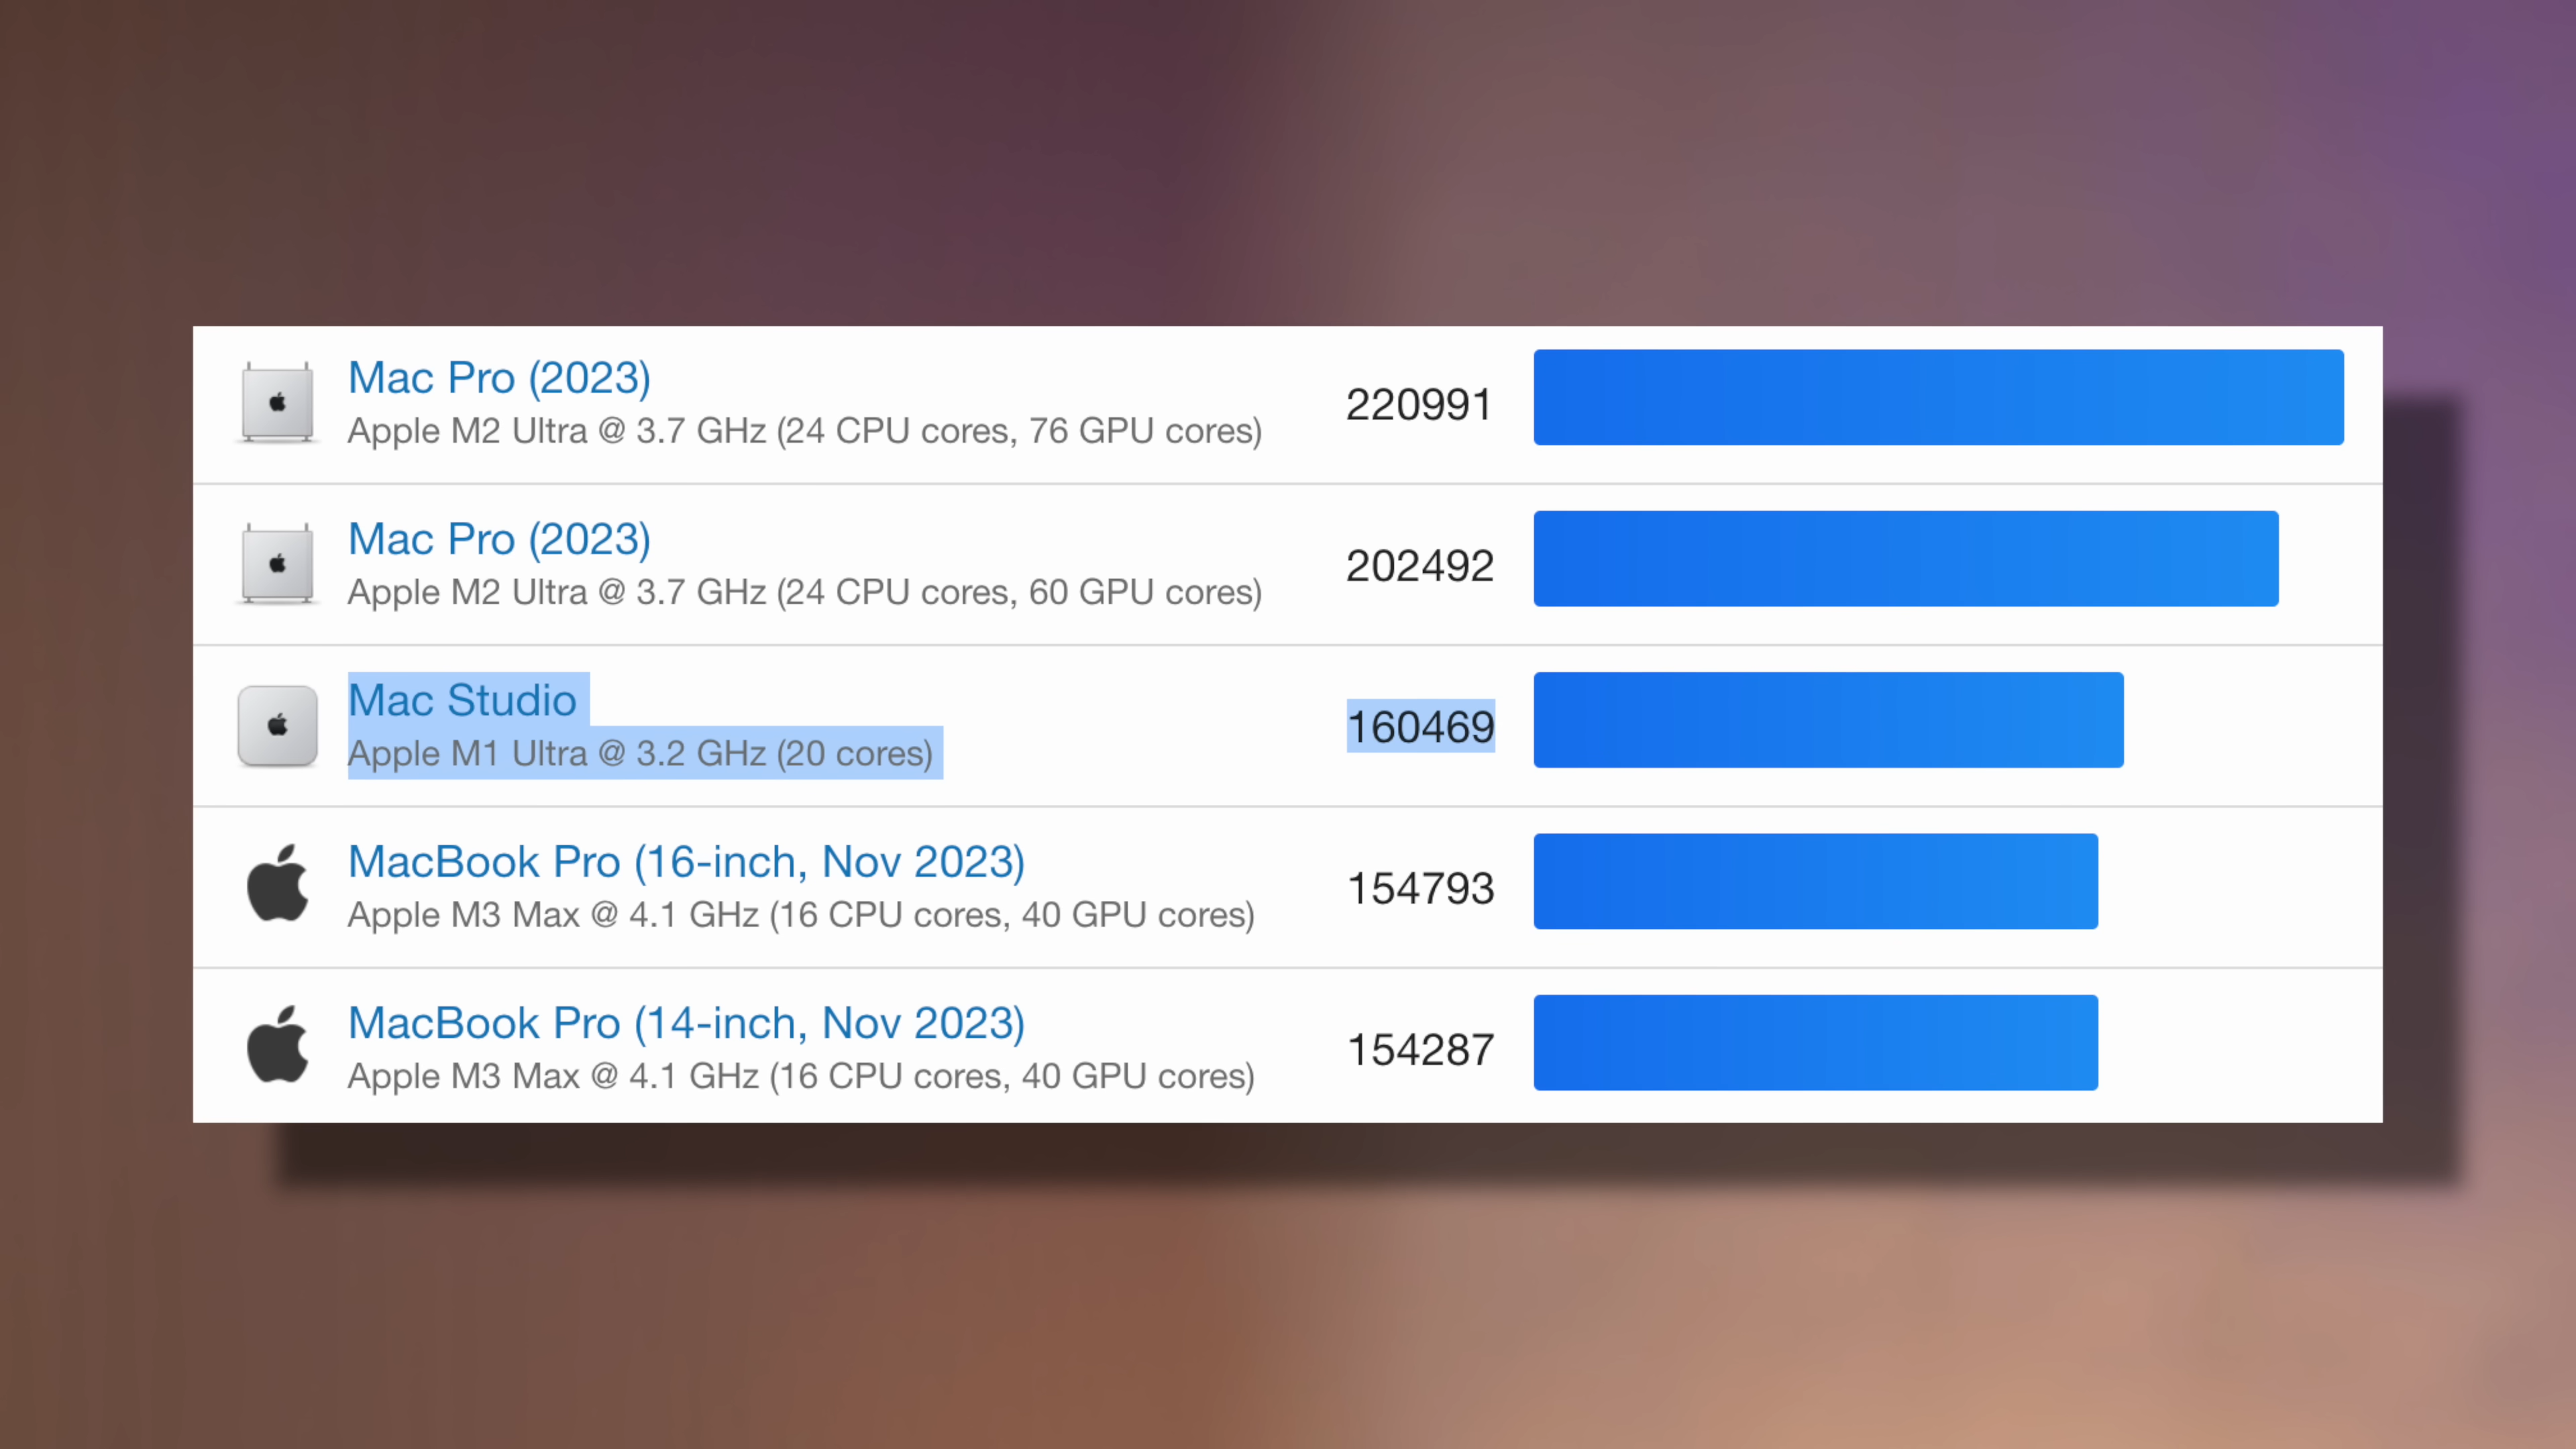 Mac Pro (2023)
Apple M2 Ultra @ 3.7 GHz (24 CPU cores, 76 GPU cores)
220991
Mac Pro (2023)
Apple M2 Ultra @ 3.7 GHz (24 CPU cores, 60 GPU cores)
202492
Mac Studio
Apple M1 Ultra @ 3.2 GHz (20 cores)
160469
MacBook Pro (16-inch, Nov 2023)
Apple M3 Max @ 4.1 GHz (16 CPU cores, 40 GPU cores)
154793
MacBook Pro (14-inch, Nov 2023)
Apple M3 Max @ 4.1 GHz (16 CPU cores, 40 GPU cores)
154287